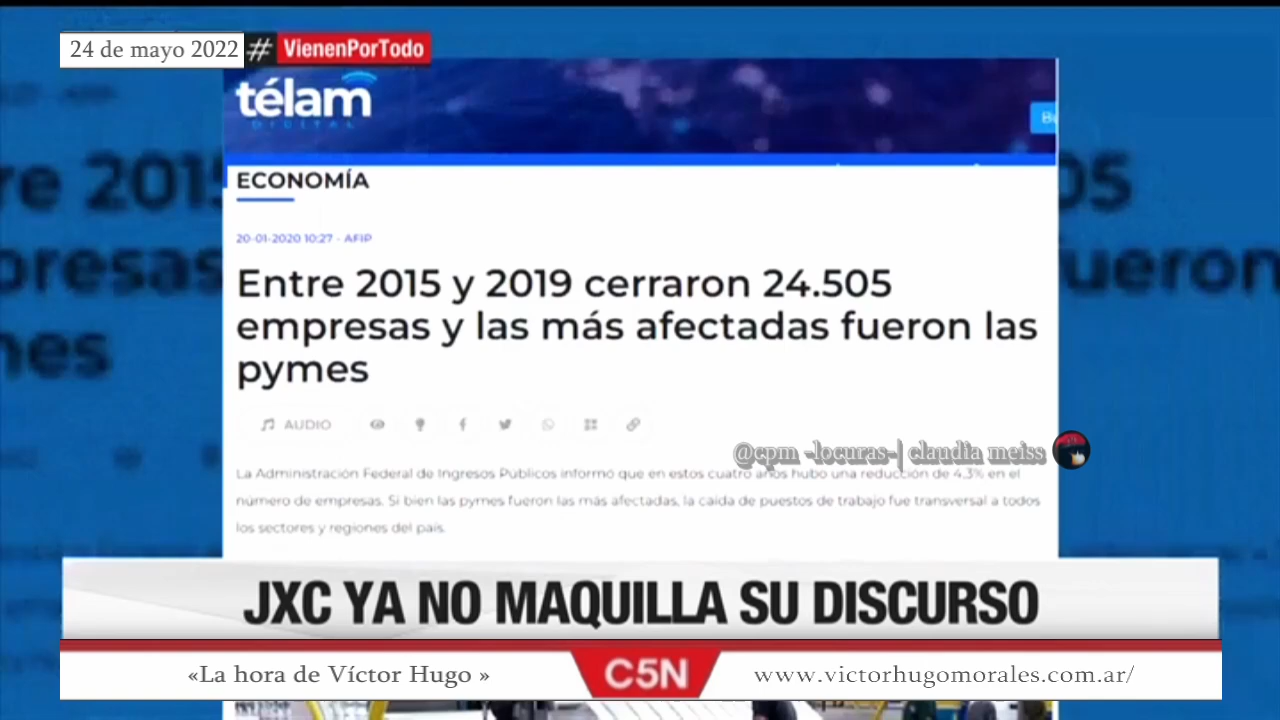 24 de mayo 2022 # VienenPorTodo
télam
DIGITAL
ECONOMÍA
20-01-2020 10:27 - AFIP
Entre 2015 y 2019 cerraron 24.505
empresas y las más afectadas fueron las
pymes
AUDIO
@cpm -locuras-| claudia meiss
La Administración Federal de Ingresos Públicos informó que en estos cuatro años hubo una reducción de 4,3% en el
número de empresas. Si bien las pymes fueron las más afectadas, la caída de puestos de trabajo fue transversal a todos
los sectores y regiones del país.
JXC YA NO MAQUILLA SU DISCURSO
«La hora de Víctor Hugo » C5N www.victorhugomorales.com.ar/